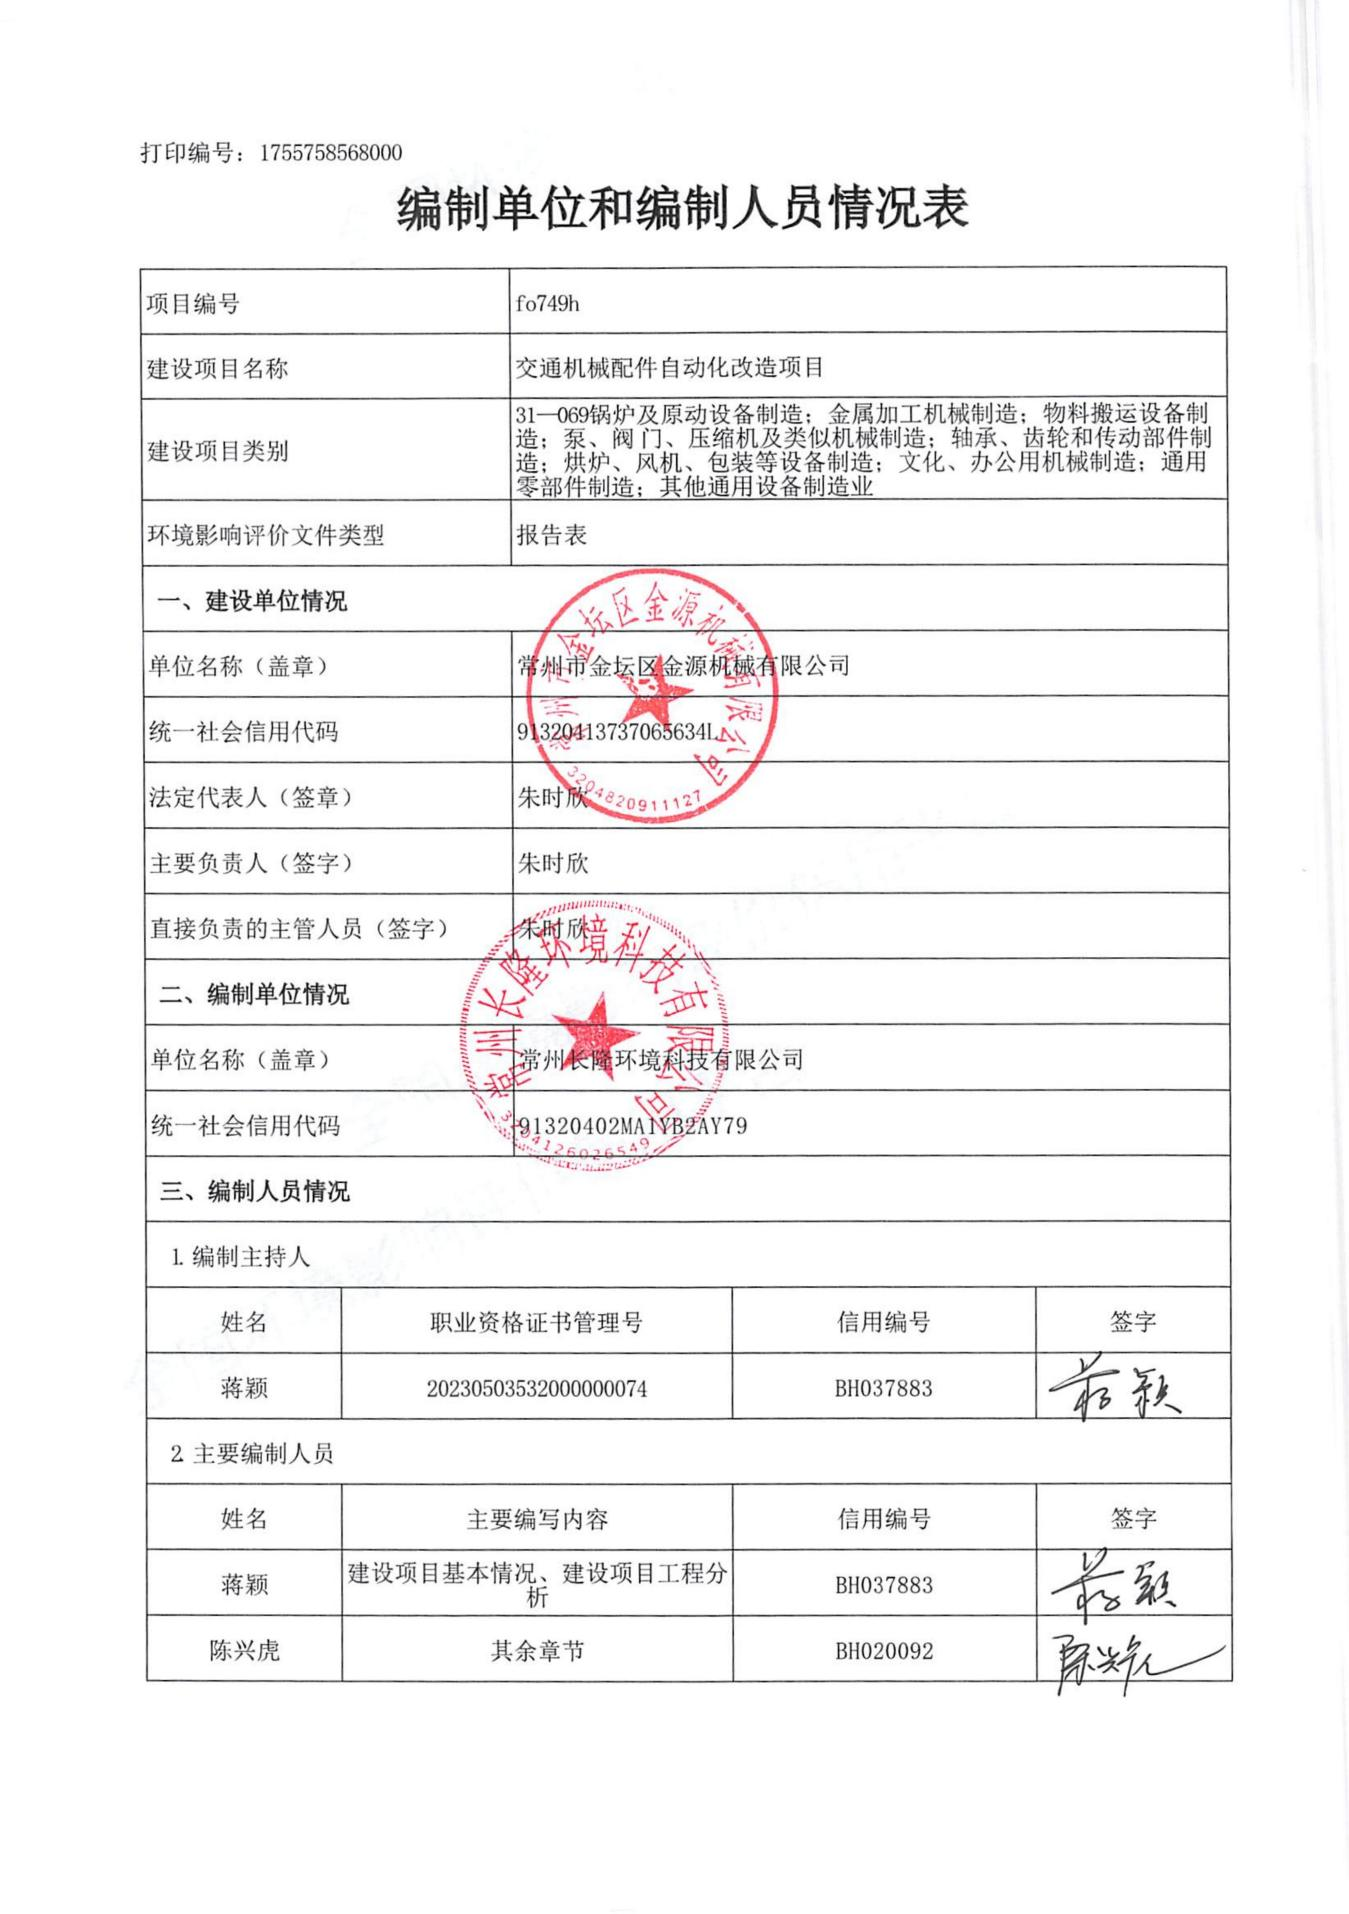 打印编号：1755758568000
编制单位和编制人员情况表
项目编号 fo749h
建设项目名称 交通机械配件自动化改造项目
建设项目类别 31—069锅炉及原动设备制造；金属加工机械制造；物料搬运设备制
造；泵、阀门、压缩机及类似机械制造；轴承、齿轮和传动部件制
造；烘炉、风机、包装等设备制造；文化、办公用机械制造；通用
零部件制造；其他通用设备制造业
环境影响评价文件类型 报告表
一、建设单位情况
单位名称（盖章） 常州市金坛区金源机械有限公司
统一社会信用代码 91320413737065634L
法定代表人（签章） 朱时欣
主要负责人（签字） 朱时欣
直接负责的主管人员（签字） 朱时欣
常州市金坛区金源机械有限公司
3204820911127
二、编制单位情况
单位名称（盖章） 常州长隆环境科技有限公司
统一社会信用代码 91320402MA1YB2AY79
常州长隆环境科技有限公司
3204126026549
三、编制人员情况
1.编制主持人
姓名 职业资格证书管理号 信用编号 签字
蒋颖 20230503532000000074 BH037883 蒋颖
2.主要编制人员
姓名 主要编写内容 信用编号 签字
蒋颖 建设项目基本情况、建设项目工程分
析 BH037883 蒋颖
陈兴虎 其余章节 BH020092 陈兴虎